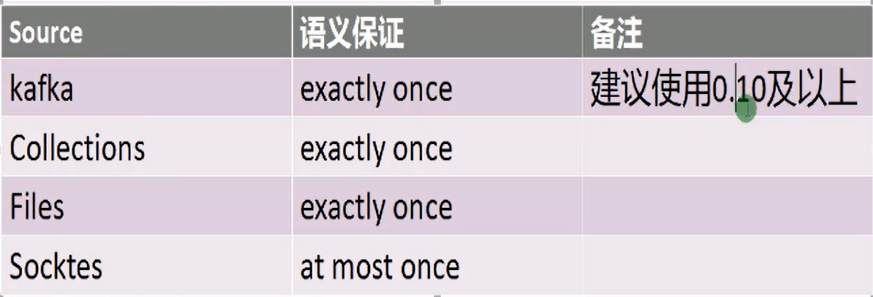 Source 语义保证 备注
kafka exactly once 建议使用0.10及以上
Collections exactly once
Files exactly once
Socktes at most once